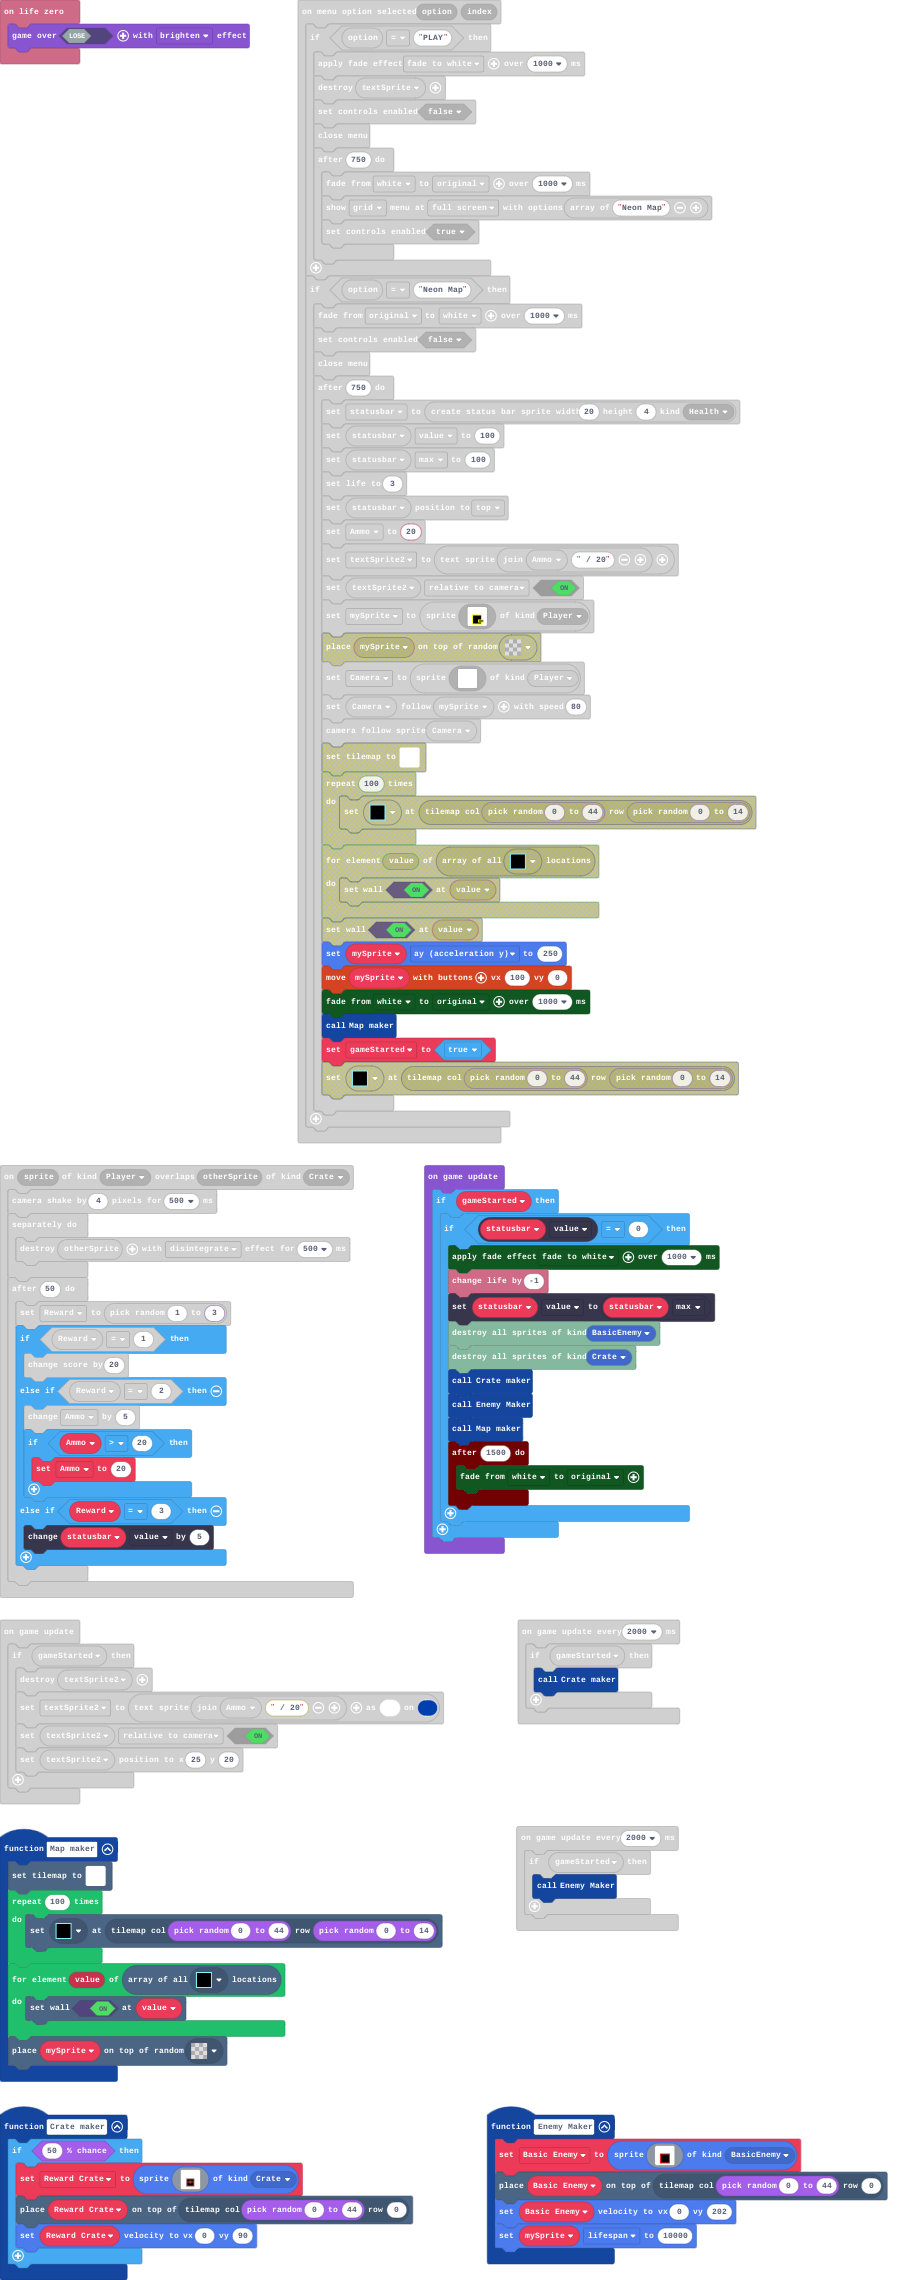 on life zero
game over LOSE with brighten effect
on menu option selected option index
if option = "PLAY" then
apply fade effect fade to white over 1000 ms
destroy textSprite
set controls enabled false
close menu
after 750 do
fade from white to original over 1000 ms
show grid menu at full screen with options array of "Neon Map"
set controls enabled true
if option = "Neon Map" then
fade from original to white over 1000 ms
set controls enabled false
close menu
after 750 do
set statusbar to create status bar sprite width 20 height 4 kind Health
set statusbar value to 100
set statusbar max to 100
set life to 3
set statusbar position to top
set Ammo to 20
set textSprite2 to text sprite join Ammo " / 20"
set textSprite2 relative to camera ON
set mySprite to sprite of kind Player
place mySprite on top of random
set Camera to sprite of kind Player
set Camera follow mySprite with speed 80
camera follow sprite Camera
set tilemap to
repeat 100 times
do set at tilemap col pick random 0 to 44 row pick random 0 to 14
for element value of array of all locations
do set wall ON at value
set wall ON at value
set mySprite ay (acceleration y) to 250
move mySprite with buttons vx 100 vy 0
fade from white to original over 1000 ms
call Map maker
set gameStarted to true
set at tilemap col pick random 0 to 44 row pick random 0 to 14
on sprite of kind Player overlaps otherSprite of kind Crate
camera shake by 4 pixels for 500 ms
separately do
destroy otherSprite with disintegrate effect for 500 ms
after 50 do
set Reward to pick random 1 to 3
if Reward = 1 then
change score by 20
else if Reward = 2 then
change Ammo by 5
if Ammo > 20 then
set Ammo to 20
else if Reward = 3 then
change statusbar value by 5
on game update
if gameStarted then
if statusbar value = 0 then
apply fade effect fade to white over 1000 ms
change life by -1
set statusbar value to statusbar max
destroy all sprites of kind BasicEnemy
destroy all sprites of kind Crate
call Crate maker
call Enemy Maker
call Map maker
after 1500 do
fade from white to original
on game update
if gameStarted then
destroy textSprite2
set textSprite2 to text sprite join Ammo " / 20" as on
set textSprite2 relative to camera ON
set textSprite2 position to x 25 y 20
on game update every 2000 ms
if gameStarted then
call Crate maker
on game update every 2000 ms
if gameStarted then
call Enemy Maker
function Map maker
set tilemap to
repeat 100 times
do set at tilemap col pick random 0 to 44 row pick random 0 to 14
for element value of array of all locations
do set wall ON at value
place mySprite on top of random
function Crate maker
if 50 % chance then
set Reward Crate to sprite of kind Crate
place Reward Crate on top of tilemap col pick random 0 to 44 row 0
set Reward Crate velocity to vx 0 vy 90
function Enemy Maker
set Basic Enemy to sprite of kind BasicEnemy
place Basic Enemy on top of tilemap col pick random 0 to 44 row 0
set Basic Enemy velocity to vx 0 vy 202
set mySprite lifespan to 10000